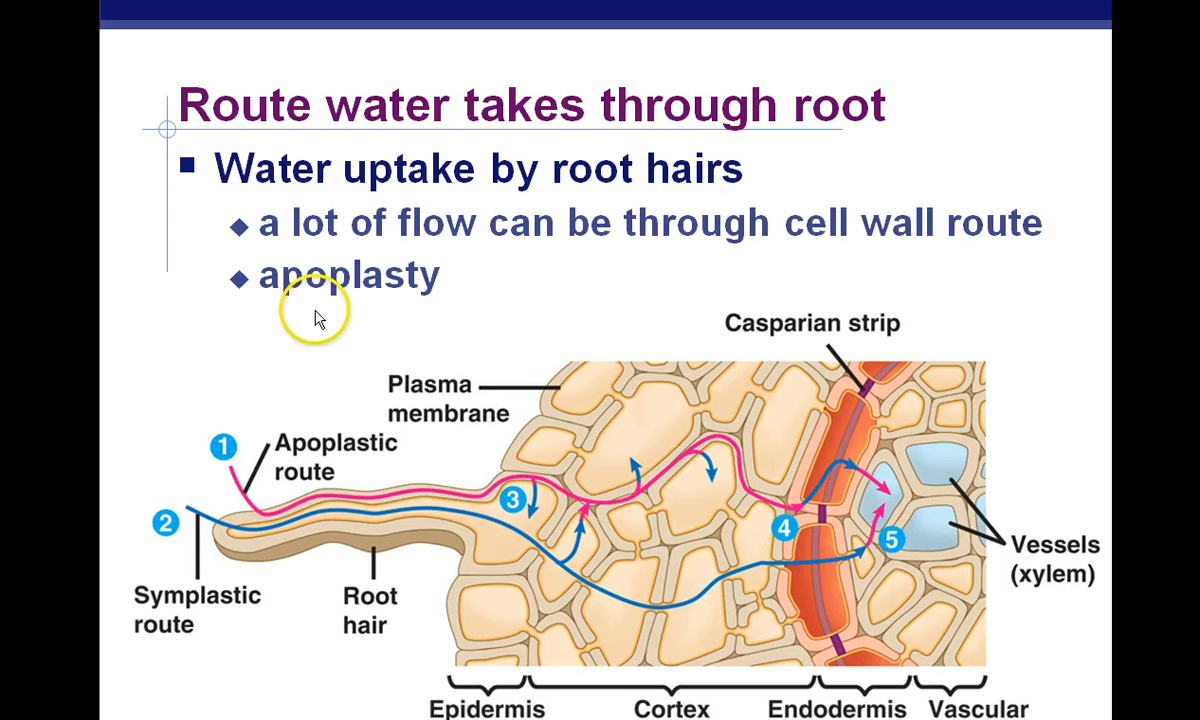 Route water takes through root
Water uptake by root hairs
a lot of flow can be through cell wall route
apoplasty
Casparian strip
Plasma
membrane
1
Apoplastic
route
2
3
4
5
Vessels
(xylem)
Symplastic
route
Root
hair
Epidermis
Cortex
Endodermis
Vascular